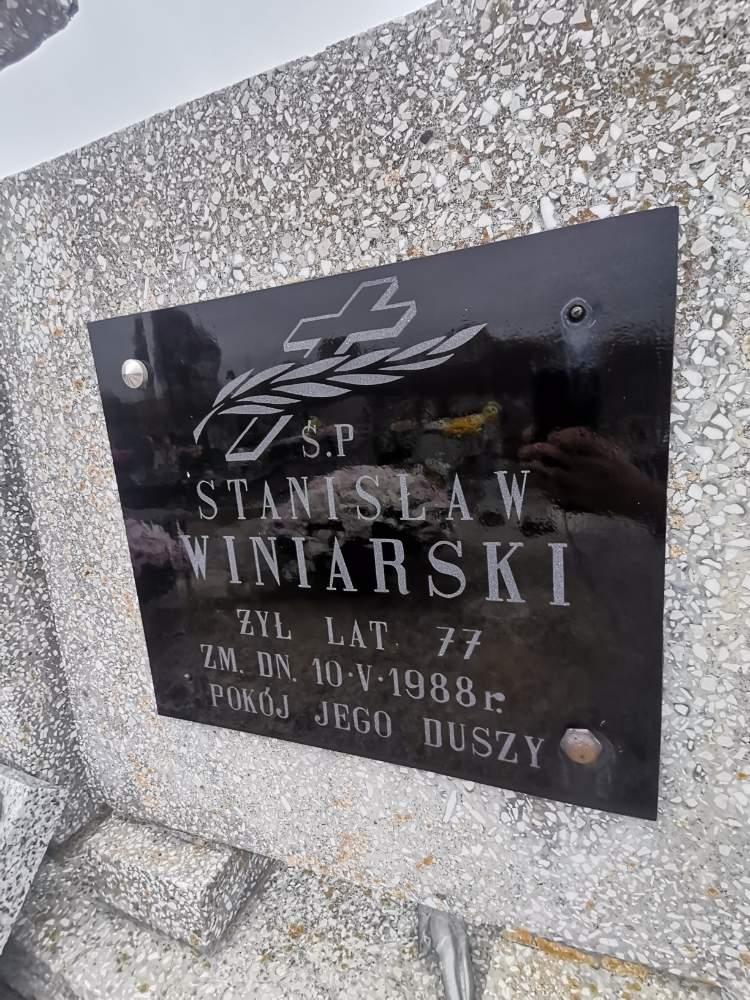 Ś.P
STANISŁAW
WINIARSKI
ŻYŁ LAT 77
ZM. DN. 10·V·1988r.
POKÓJ JEGO DUSZY